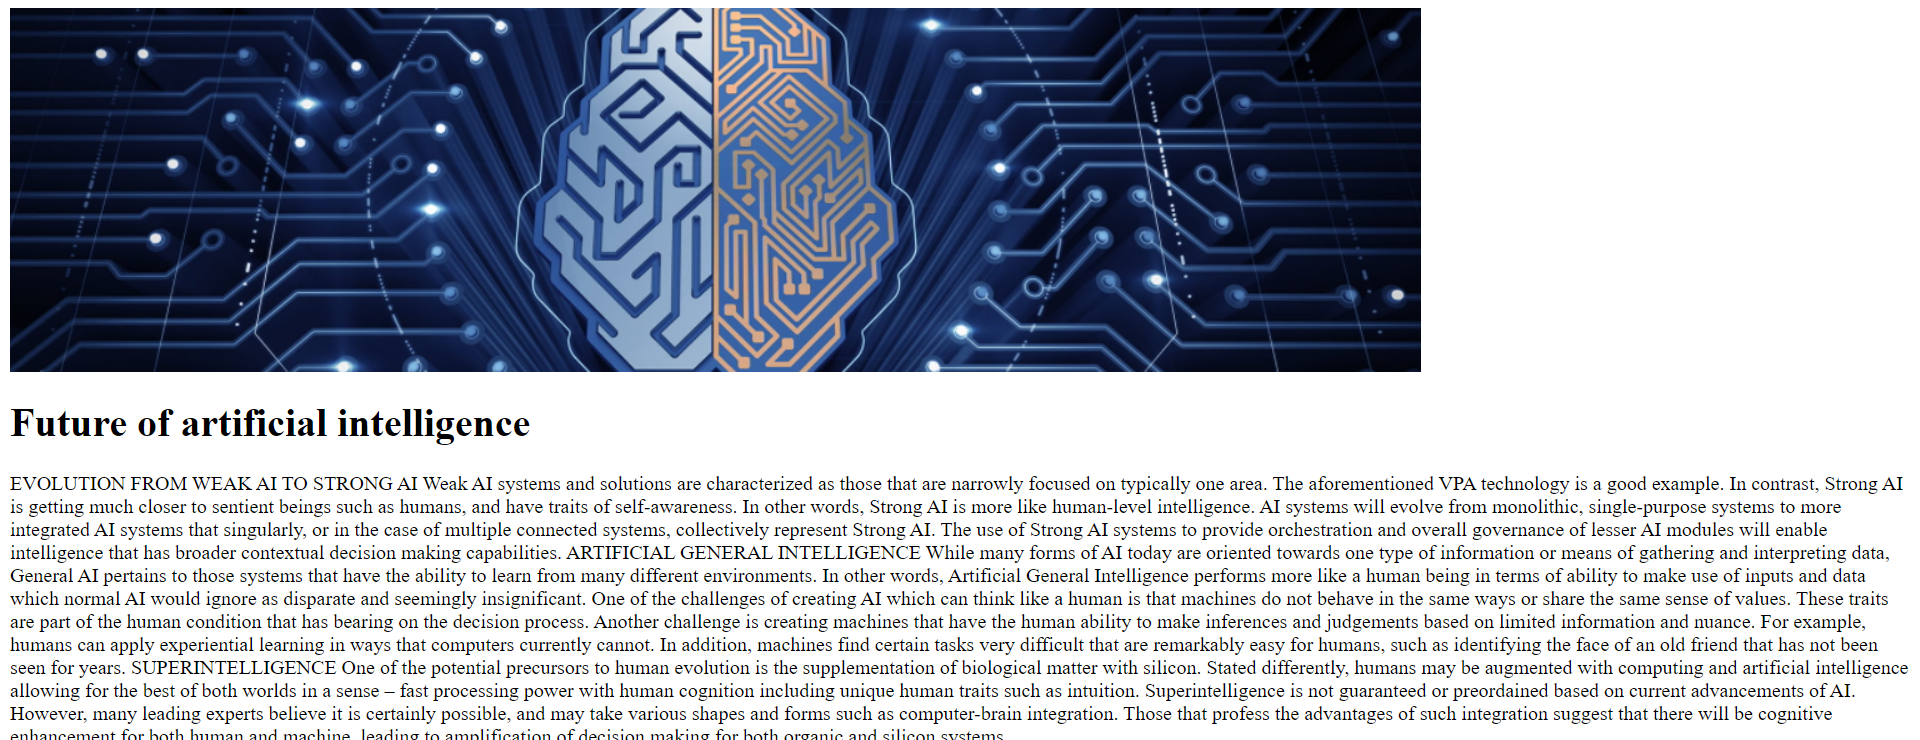 Future of artificial intelligence
EVOLUTION FROM WEAK AI TO STRONG AI Weak AI systems and solutions are characterized as those that are narrowly focused on typically one area. The aforementioned VPA technology is a good example. In contrast, Strong AI
is getting much closer to sentient beings such as humans, and have traits of self-awareness. In other words, Strong AI is more like human-level intelligence. AI systems will evolve from monolithic, single-purpose systems to more
integrated AI systems that singularly, or in the case of multiple connected systems, collectively represent Strong AI. The use of Strong AI systems to provide orchestration and overall governance of lesser AI modules will enable
intelligence that has broader contextual decision making capabilities. ARTIFICIAL GENERAL INTELLIGENCE While many forms of AI today are oriented towards one type of information or means of gathering and interpreting data,
General AI pertains to those systems that have the ability to learn from many different environments. In other words, Artificial General Intelligence performs more like a human being in terms of ability to make use of inputs and data
which normal AI would ignore as disparate and seemingly insignificant. One of the challenges of creating AI which can think like a human is that machines do not behave in the same ways or share the same sense of values. These traits
are part of the human condition that has bearing on the decision process. Another challenge is creating machines that have the human ability to make inferences and judgements based on limited information and nuance. For example,
humans can apply experiential learning in ways that computers currently cannot. In addition, machines find certain tasks very difficult that are remarkably easy for humans, such as identifying the face of an old friend that has not been
seen for years. SUPERINTELLIGENCE One of the potential precursors to human evolution is the supplementation of biological matter with silicon. Stated differently, humans may be augmented with computing and artificial intelligence
allowing for the best of both worlds in a sense – fast processing power with human cognition including unique human traits such as intuition. Superintelligence is not guaranteed or preordained based on current advancements of AI.
However, many leading experts believe it is certainly possible, and may take various shapes and forms such as computer-brain integration. Those that profess the advantages of such integration suggest that there will be cognitive
enhancement for both human and machine, leading to amplification of decision making for both organic and silicon systems.